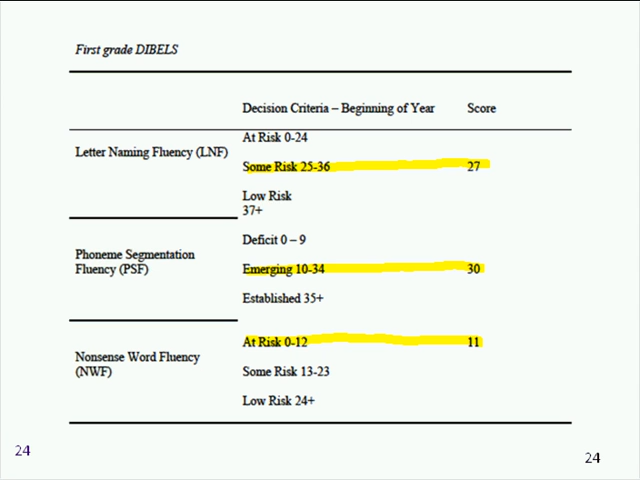 First grade DIBELS
Decision Criteria – Beginning of Year Score
At Risk 0-24
Letter Naming Fluency (LNF)
Some Risk 25-36 27
Low Risk
37+
Deficit 0 – 9
Phoneme Segmentation
Fluency (PSF) Emerging 10-34 30
Established 35+
At Risk 0-12 11
Nonsense Word Fluency
(NWF) Some Risk 13-23
Low Risk 24+
24
24